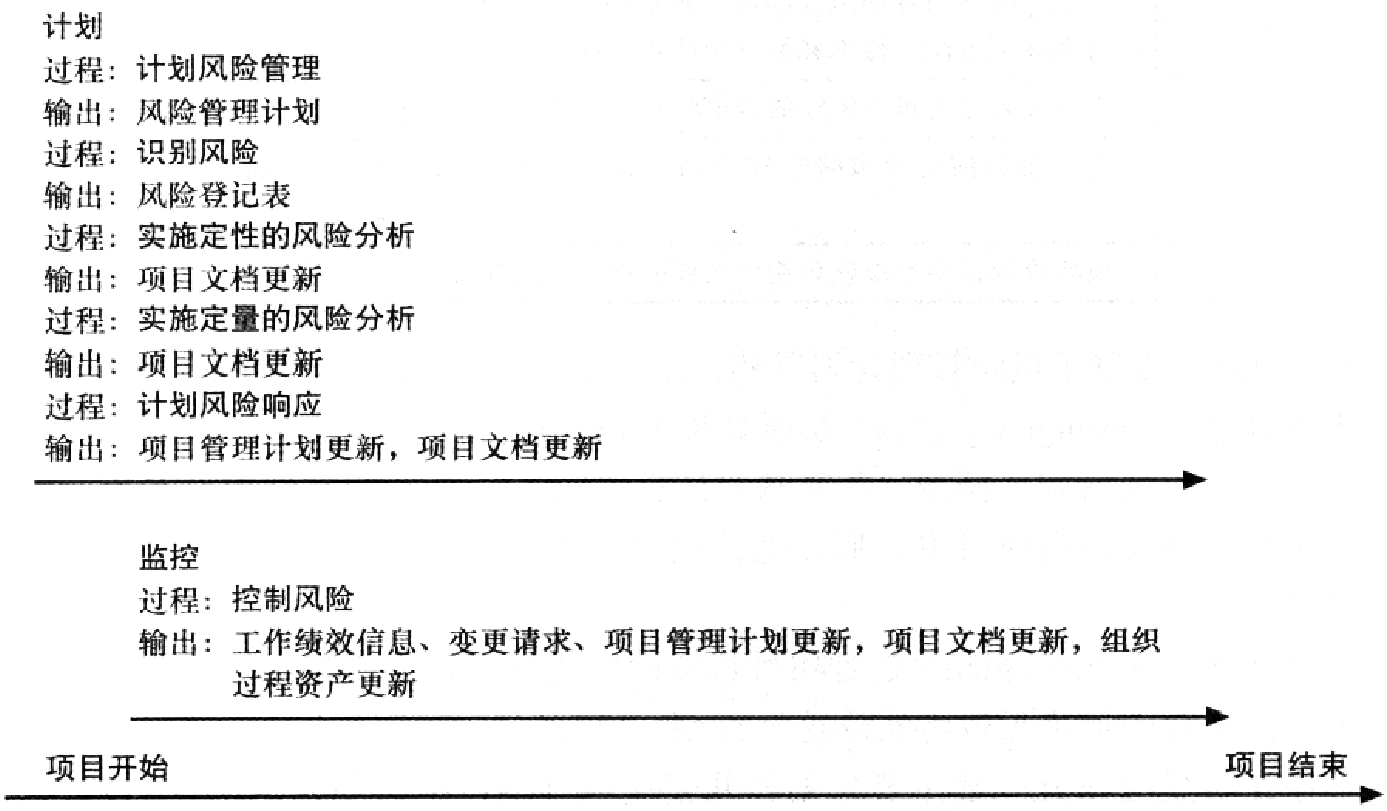 计划
过程：计划风险管理
输出：风险管理计划
过程：识别风险
输出：风险登记表
过程：实施定性的风险分析
输出：项目文档更新
过程：实施定量的风险分析
输出：项目文档更新
过程：计划风险响应
输出：项目管理计划更新，项目文档更新
监控
过程：控制风险
输出：工作绩效信息、变更请求、项目管理计划更新，项目文档更新，组织
过程资产更新
项目开始
项目结束